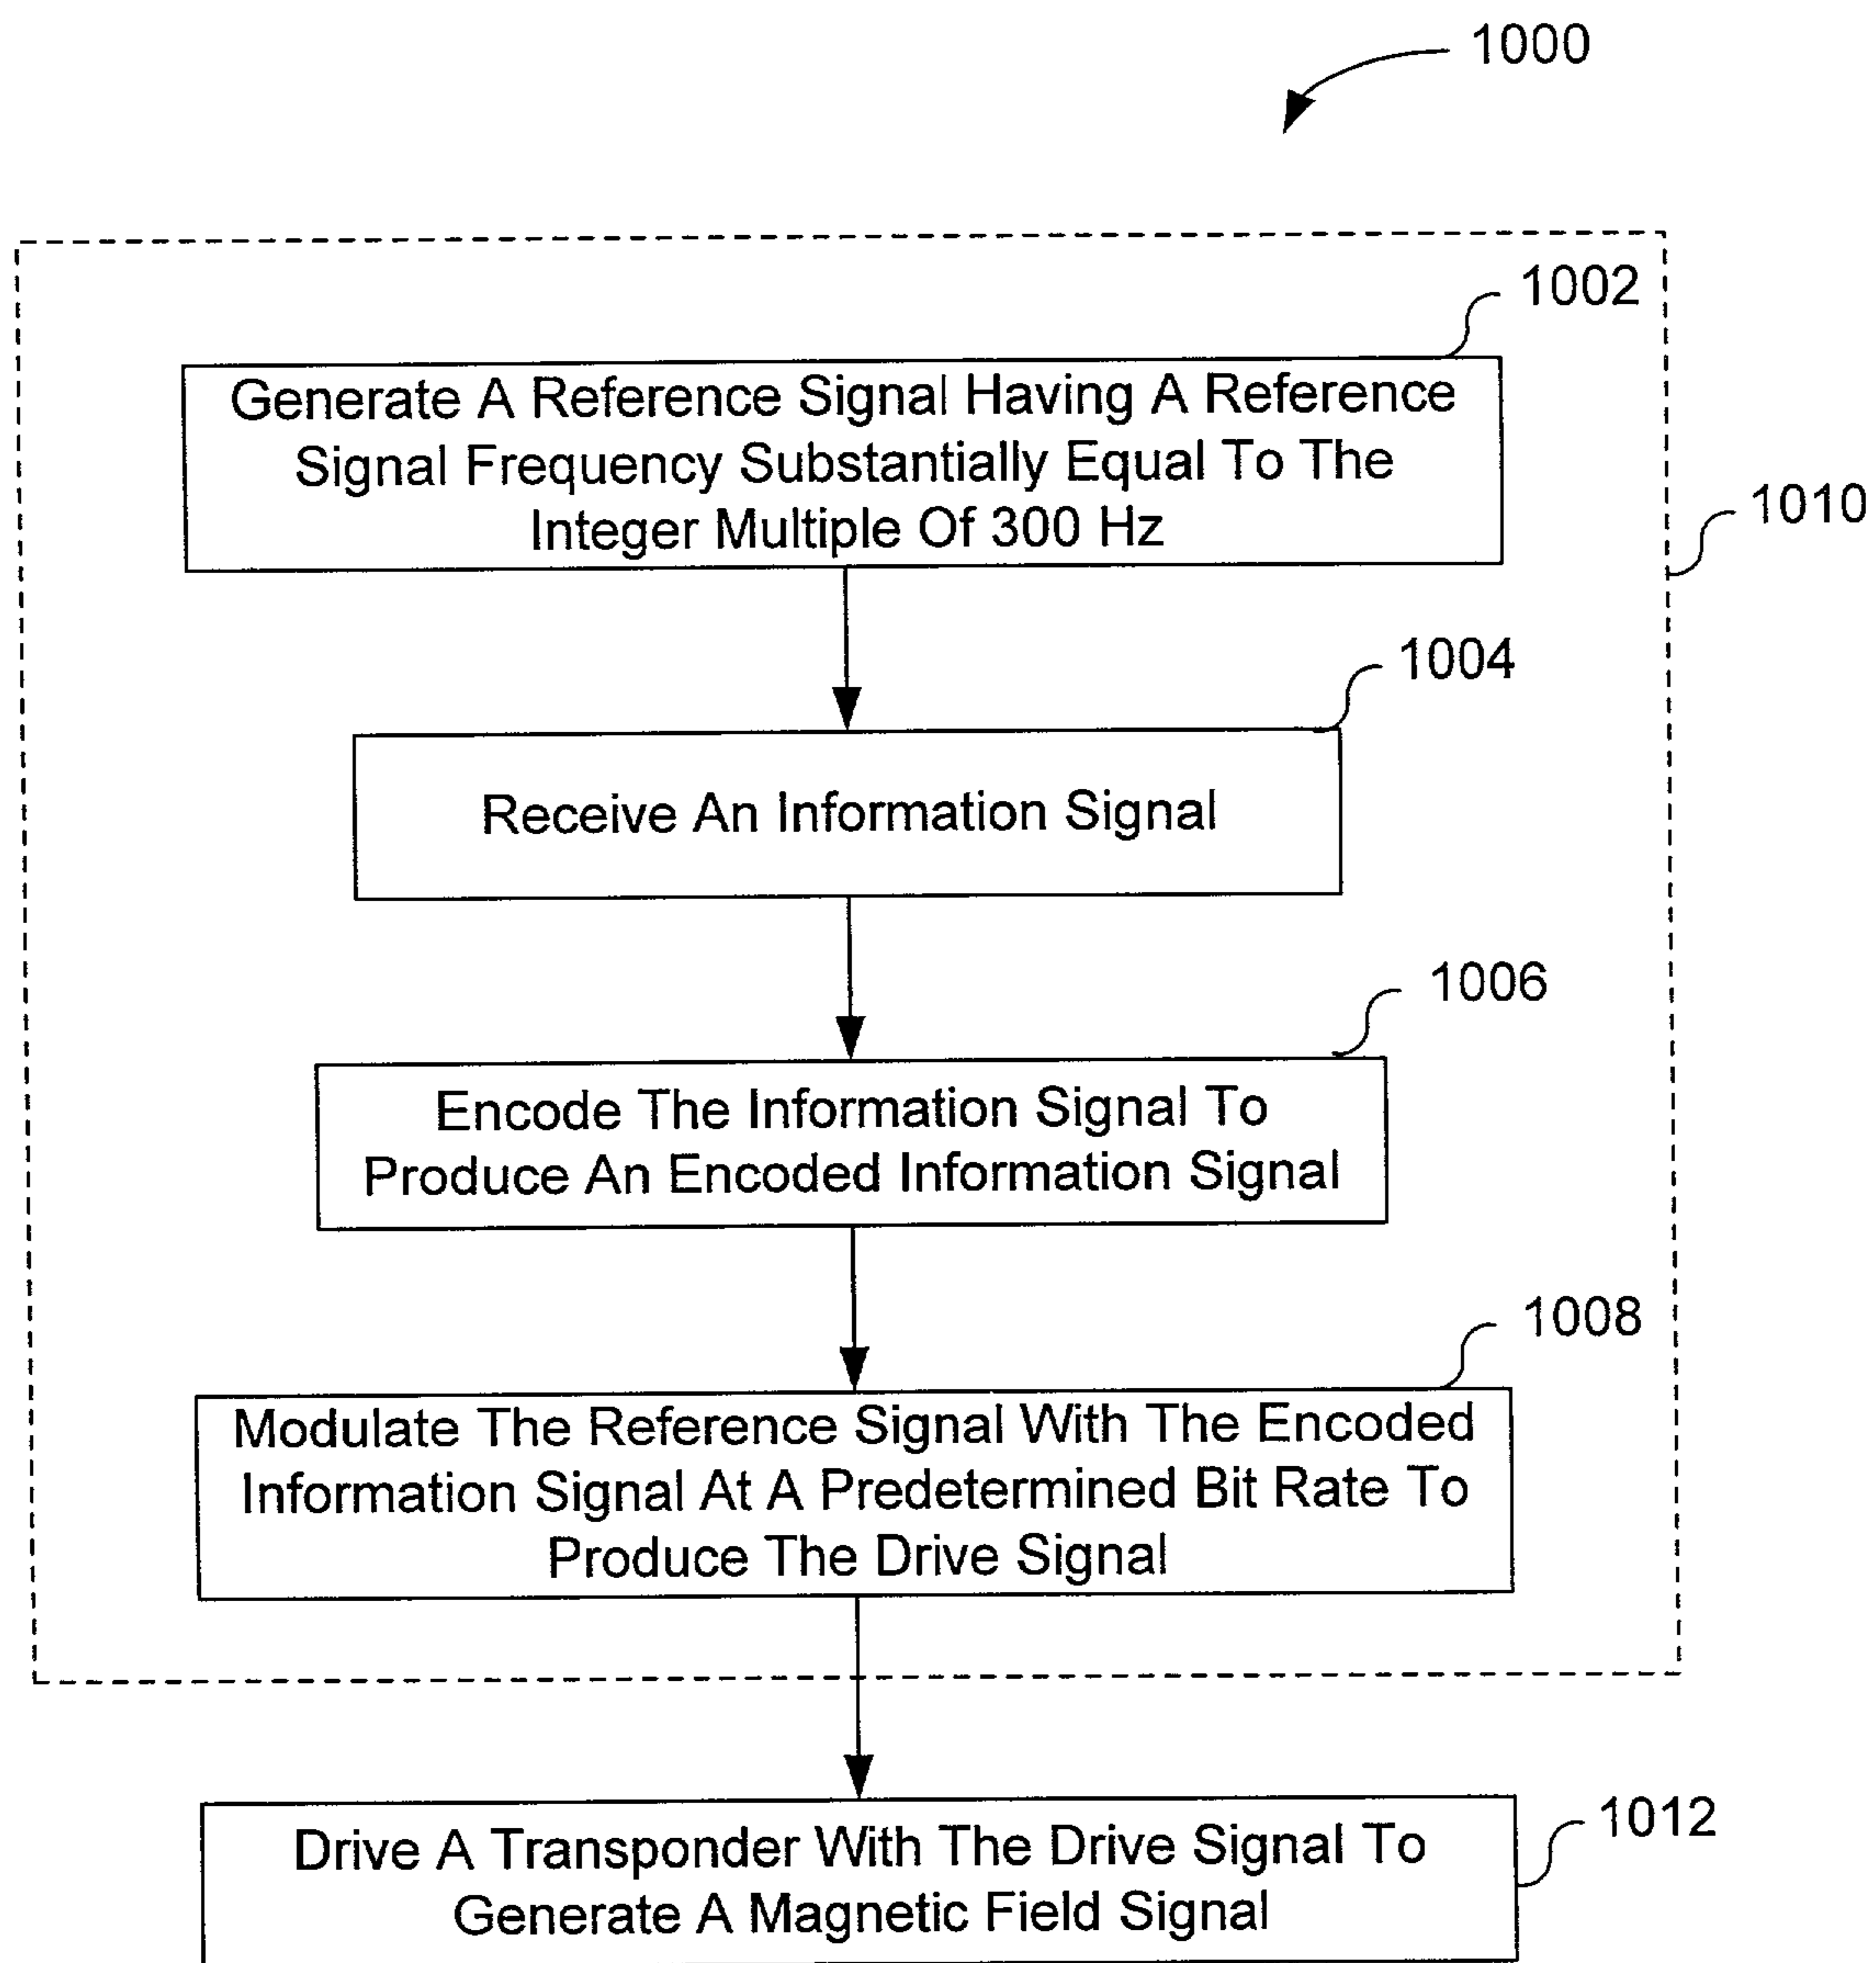 1000
1002
Generate A Reference Signal Having A Reference
Signal Frequency Substantially Equal To The
Integer Multiple Of 300 Hz
1010
1004
Receive An Information Signal
1006
Encode The Information Signal To
Produce An Encoded Information Signal
1008
Modulate The Reference Signal With The Encoded
Information Signal At A Predetermined Bit Rate To
Produce The Drive Signal
1012
Drive A Transponder With The Drive Signal To
Generate A Magnetic Field Signal